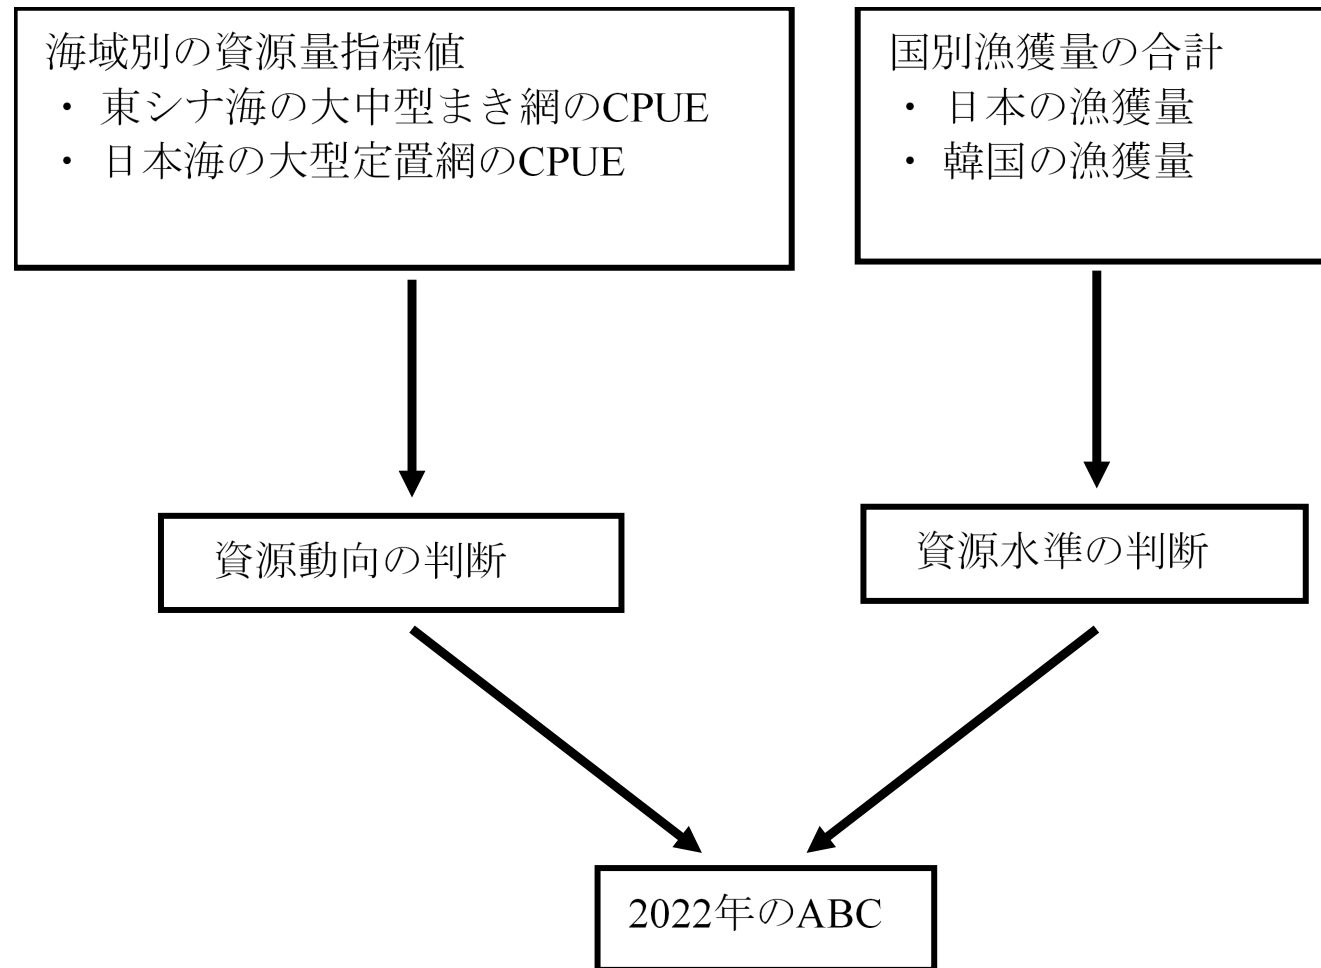 海域別の資源量指標値
・ 東シナ海の大中型まき網のCPUE
・ 日本海の大型定置網のCPUE
国別漁獲量の合計
・ 日本の漁獲量
・ 韓国の漁獲量
資源動向の判断
資源水準の判断
2022年のABC